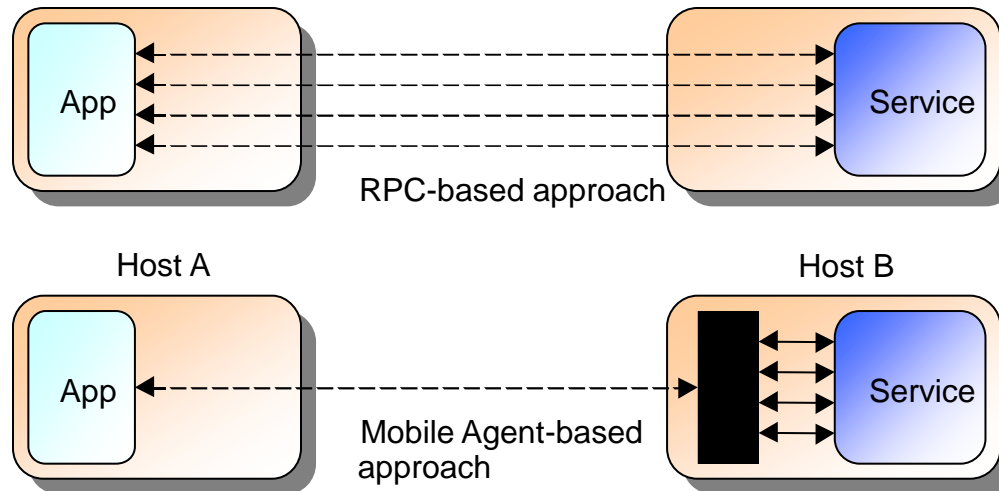 App
Service
RPC-based approach
Host A
Host B
App
Service
Mobile Agent-based
approach